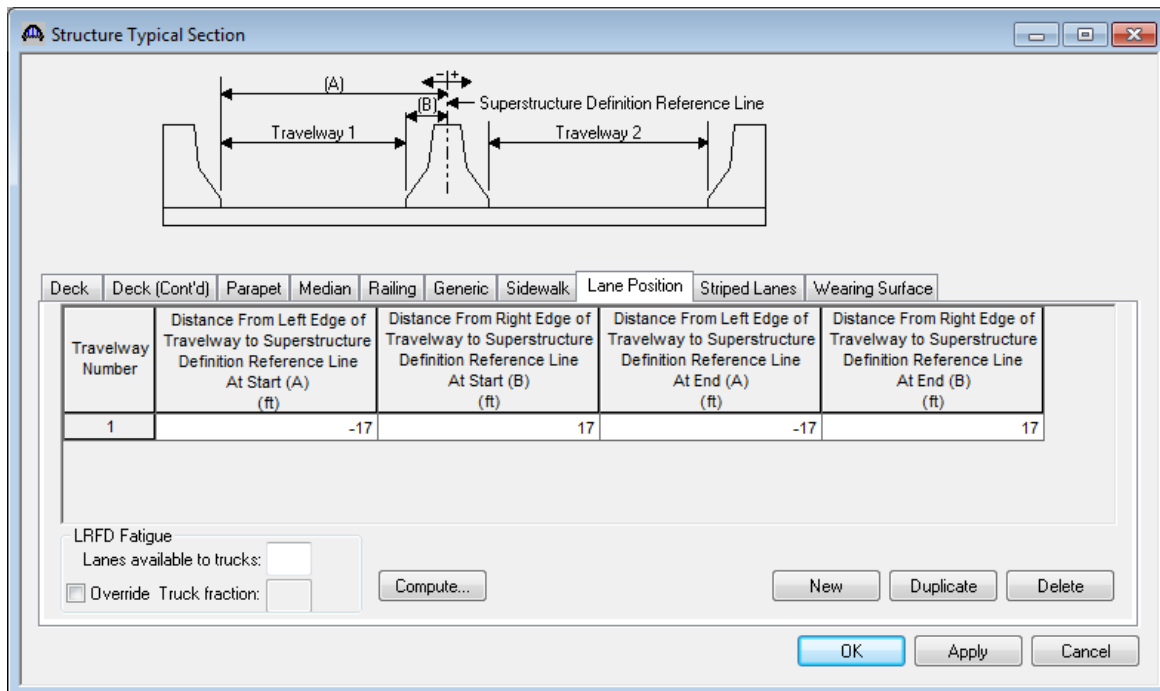 Structure Typical Section
(A)
- +
(B)
Superstructure Definition Reference Line
Travelway 1
Travelway 2
Deck
Deck (Cont'd)
Parapet
Median
Railing
Generic
Sidewalk
Lane Position
Striped Lanes
Wearing Surface
Travelway
Number
Distance From Left Edge of
Travelway to Superstructure
Definition Reference Line
At Start (A)
(ft)
Distance From Right Edge of
Travelway to Superstructure
Definition Reference Line
At Start (B)
(ft)
Distance From Left Edge of
Travelway to Superstructure
Definition Reference Line
At End (A)
(ft)
Distance From Right Edge of
Travelway to Superstructure
Definition Reference Line
At End (B)
(ft)
1
-17
17
-17
17
LRFD Fatigue
Lanes available to trucks:
Override Truck fraction:
Compute...
New
Duplicate
Delete
OK
Apply
Cancel